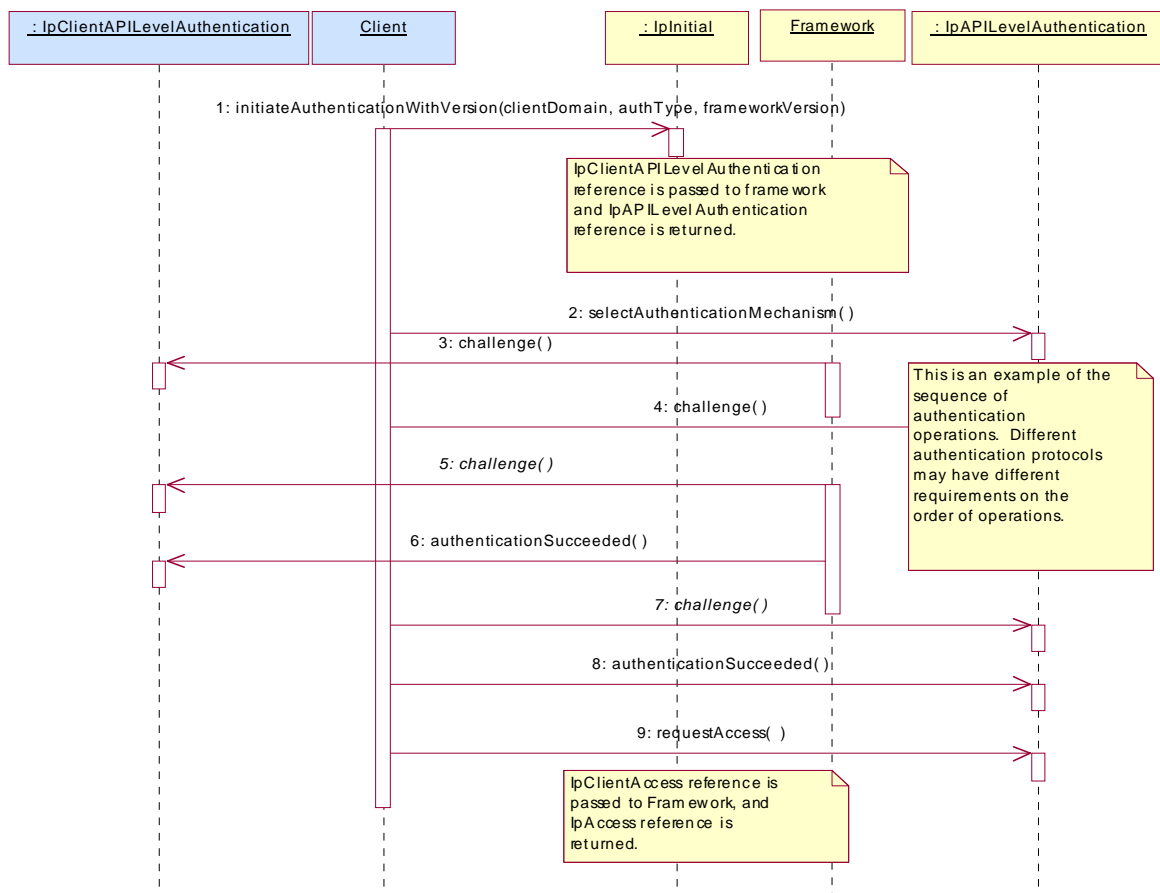 : IpClientAPILevelAuthentication
Client
: IpInitial
Framework
: IpAPILevelAuthentication
1: initiateAuthenticationWithVersion(clientDomain, authType, frameworkVersion)
IpClientAPILevelAuthentication
reference is passed to framework
and IpAPILevelAuthentication
reference is returned.
2: selectAuthenticationMechanism( )
3: challenge( )
This is an example of the
sequence of
authentication
operations. Different
authentication protocols
may have different
requirements on the
order of operations.
4: challenge( )
5: challenge( )
6: authenticationSucceeded( )
7: challenge( )
8: authenticationSucceeded( )
9: requestAccess( )
IpClientAccess reference is
passed to Framework, and
IpAccess reference is
returned.